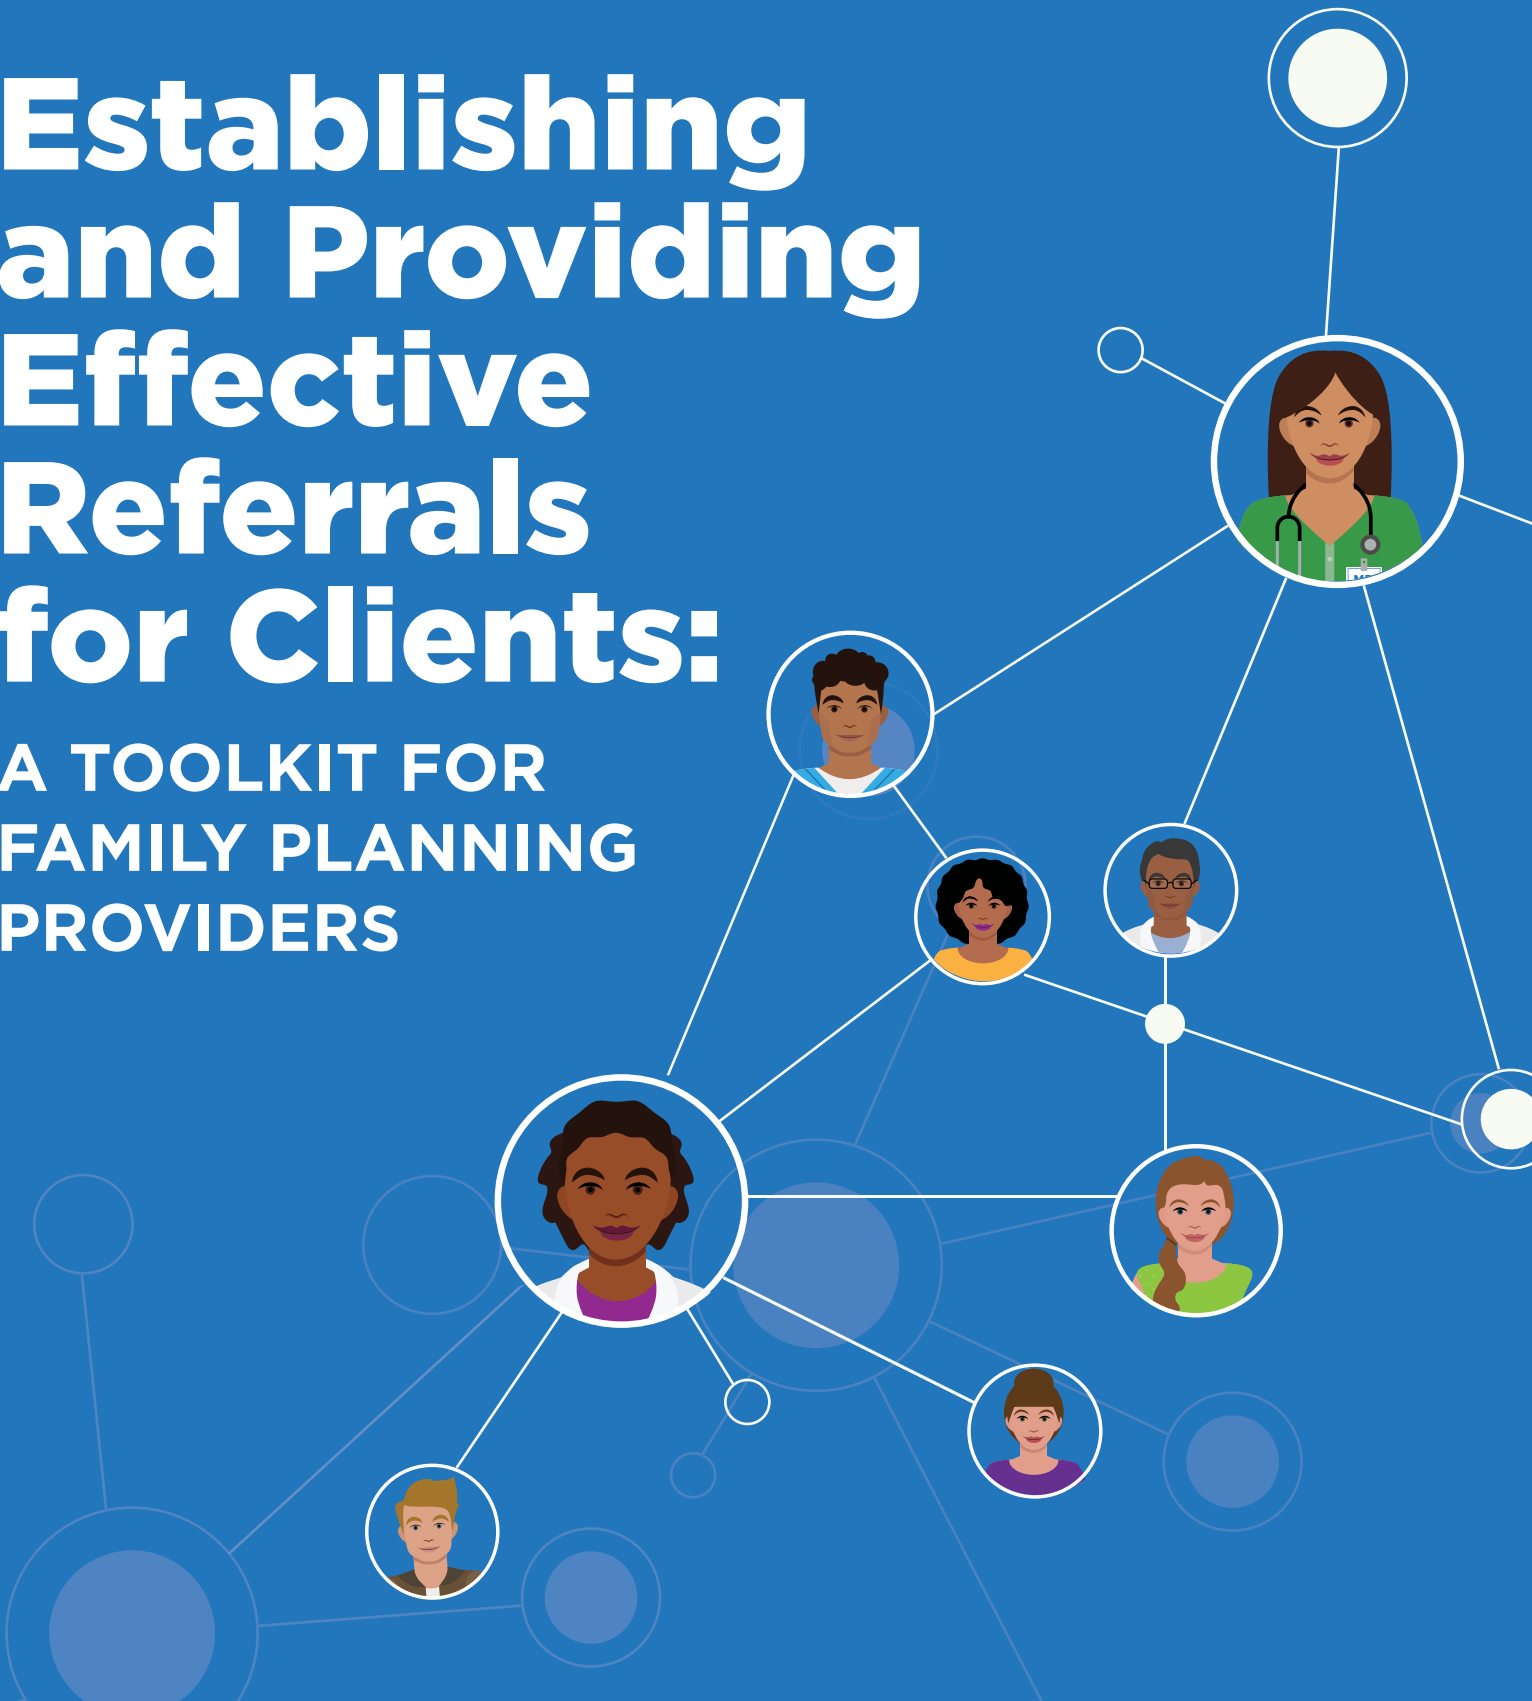 Establishing
and Providing
Effective
Referrals
for Clients:
A TOOLKIT FOR
FAMILY PLANNING
PROVIDERS